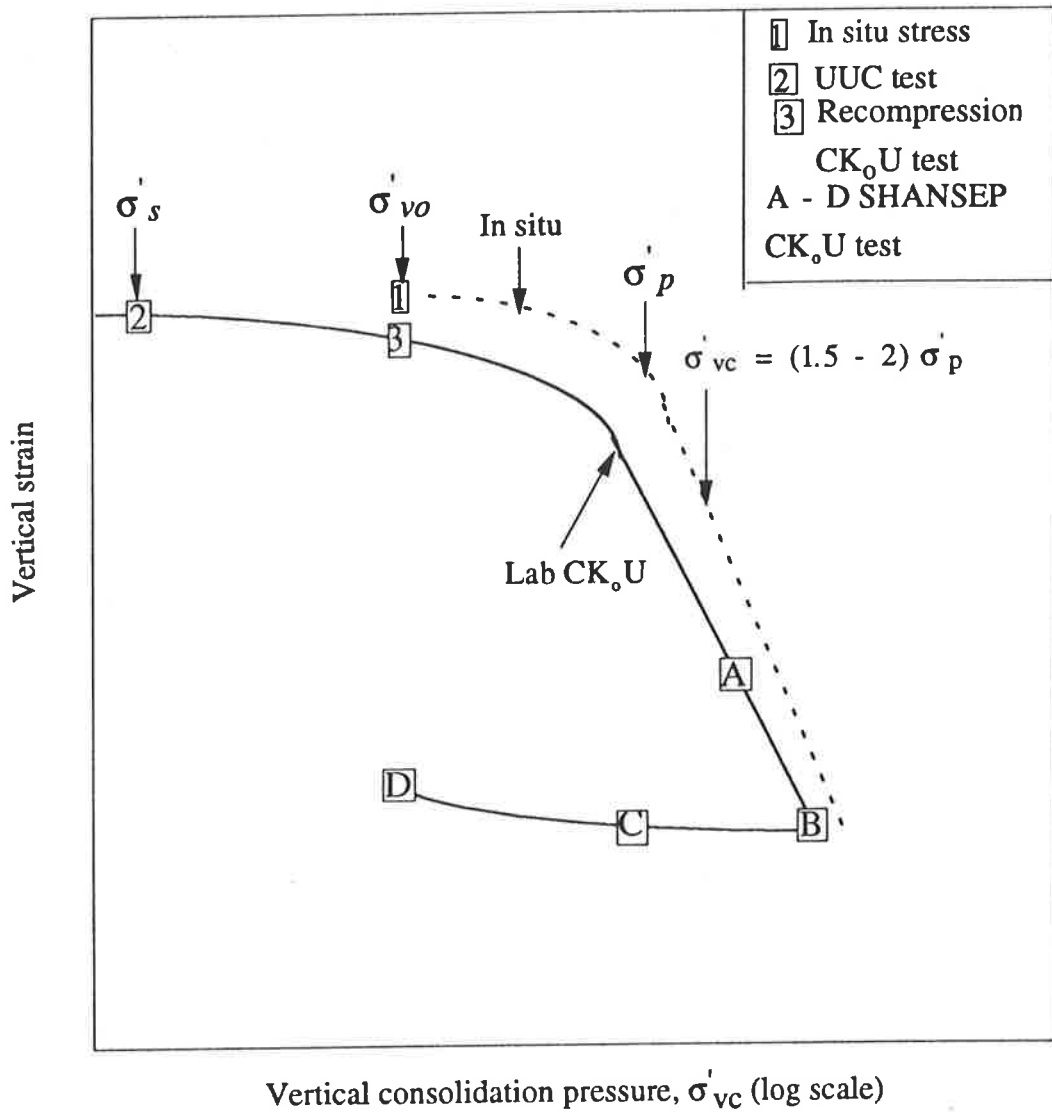 1 In situ stress
2 UUC test
3 Recompression
CKₒU test
A - D SHANSEP
CKₒU test
σ's
σ'vo
In situ
σ'p
σ'vc = (1.5 - 2) σ'p
1
2
3
Lab CKₒU
A
B
C
D
Vertical strain
Vertical consolidation pressure, σ'vc (log scale)